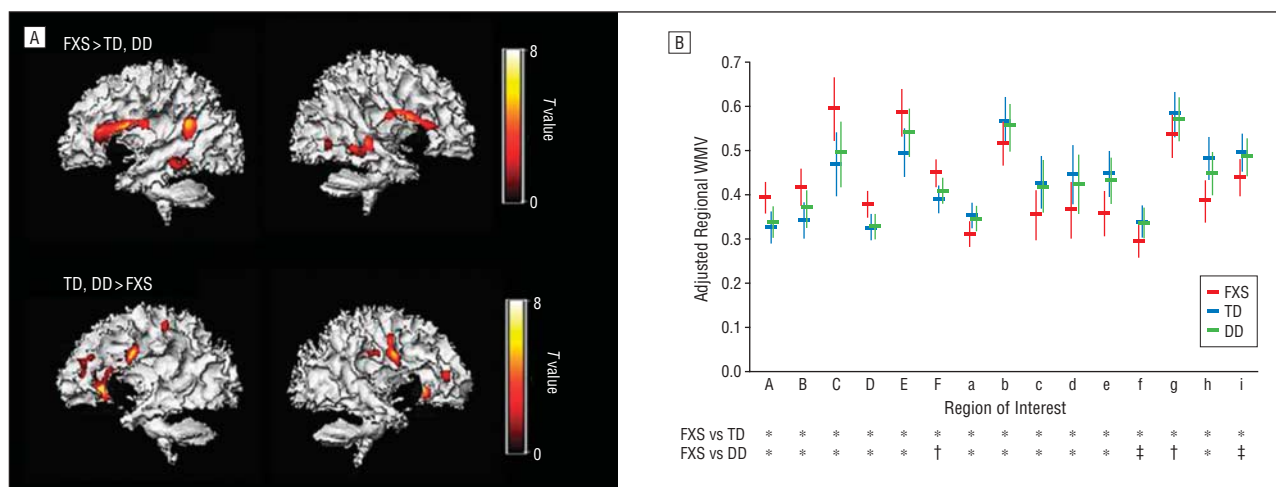 A
FXS>TD, DD
8
T value
0
TD, DD>FXS
8
T value
0
B
0.7
0.6
0.5
0.4
0.3
0.2
0.1
0.0
Adjusted Regional WMV
FXS
TD
DD
A B C D E F a b c d e f g h i
Region of Interest
FXS vs TD * * * * * * * * * * * * * * *
FXS vs DD * * * * * † * * * * * ‡ † * ‡